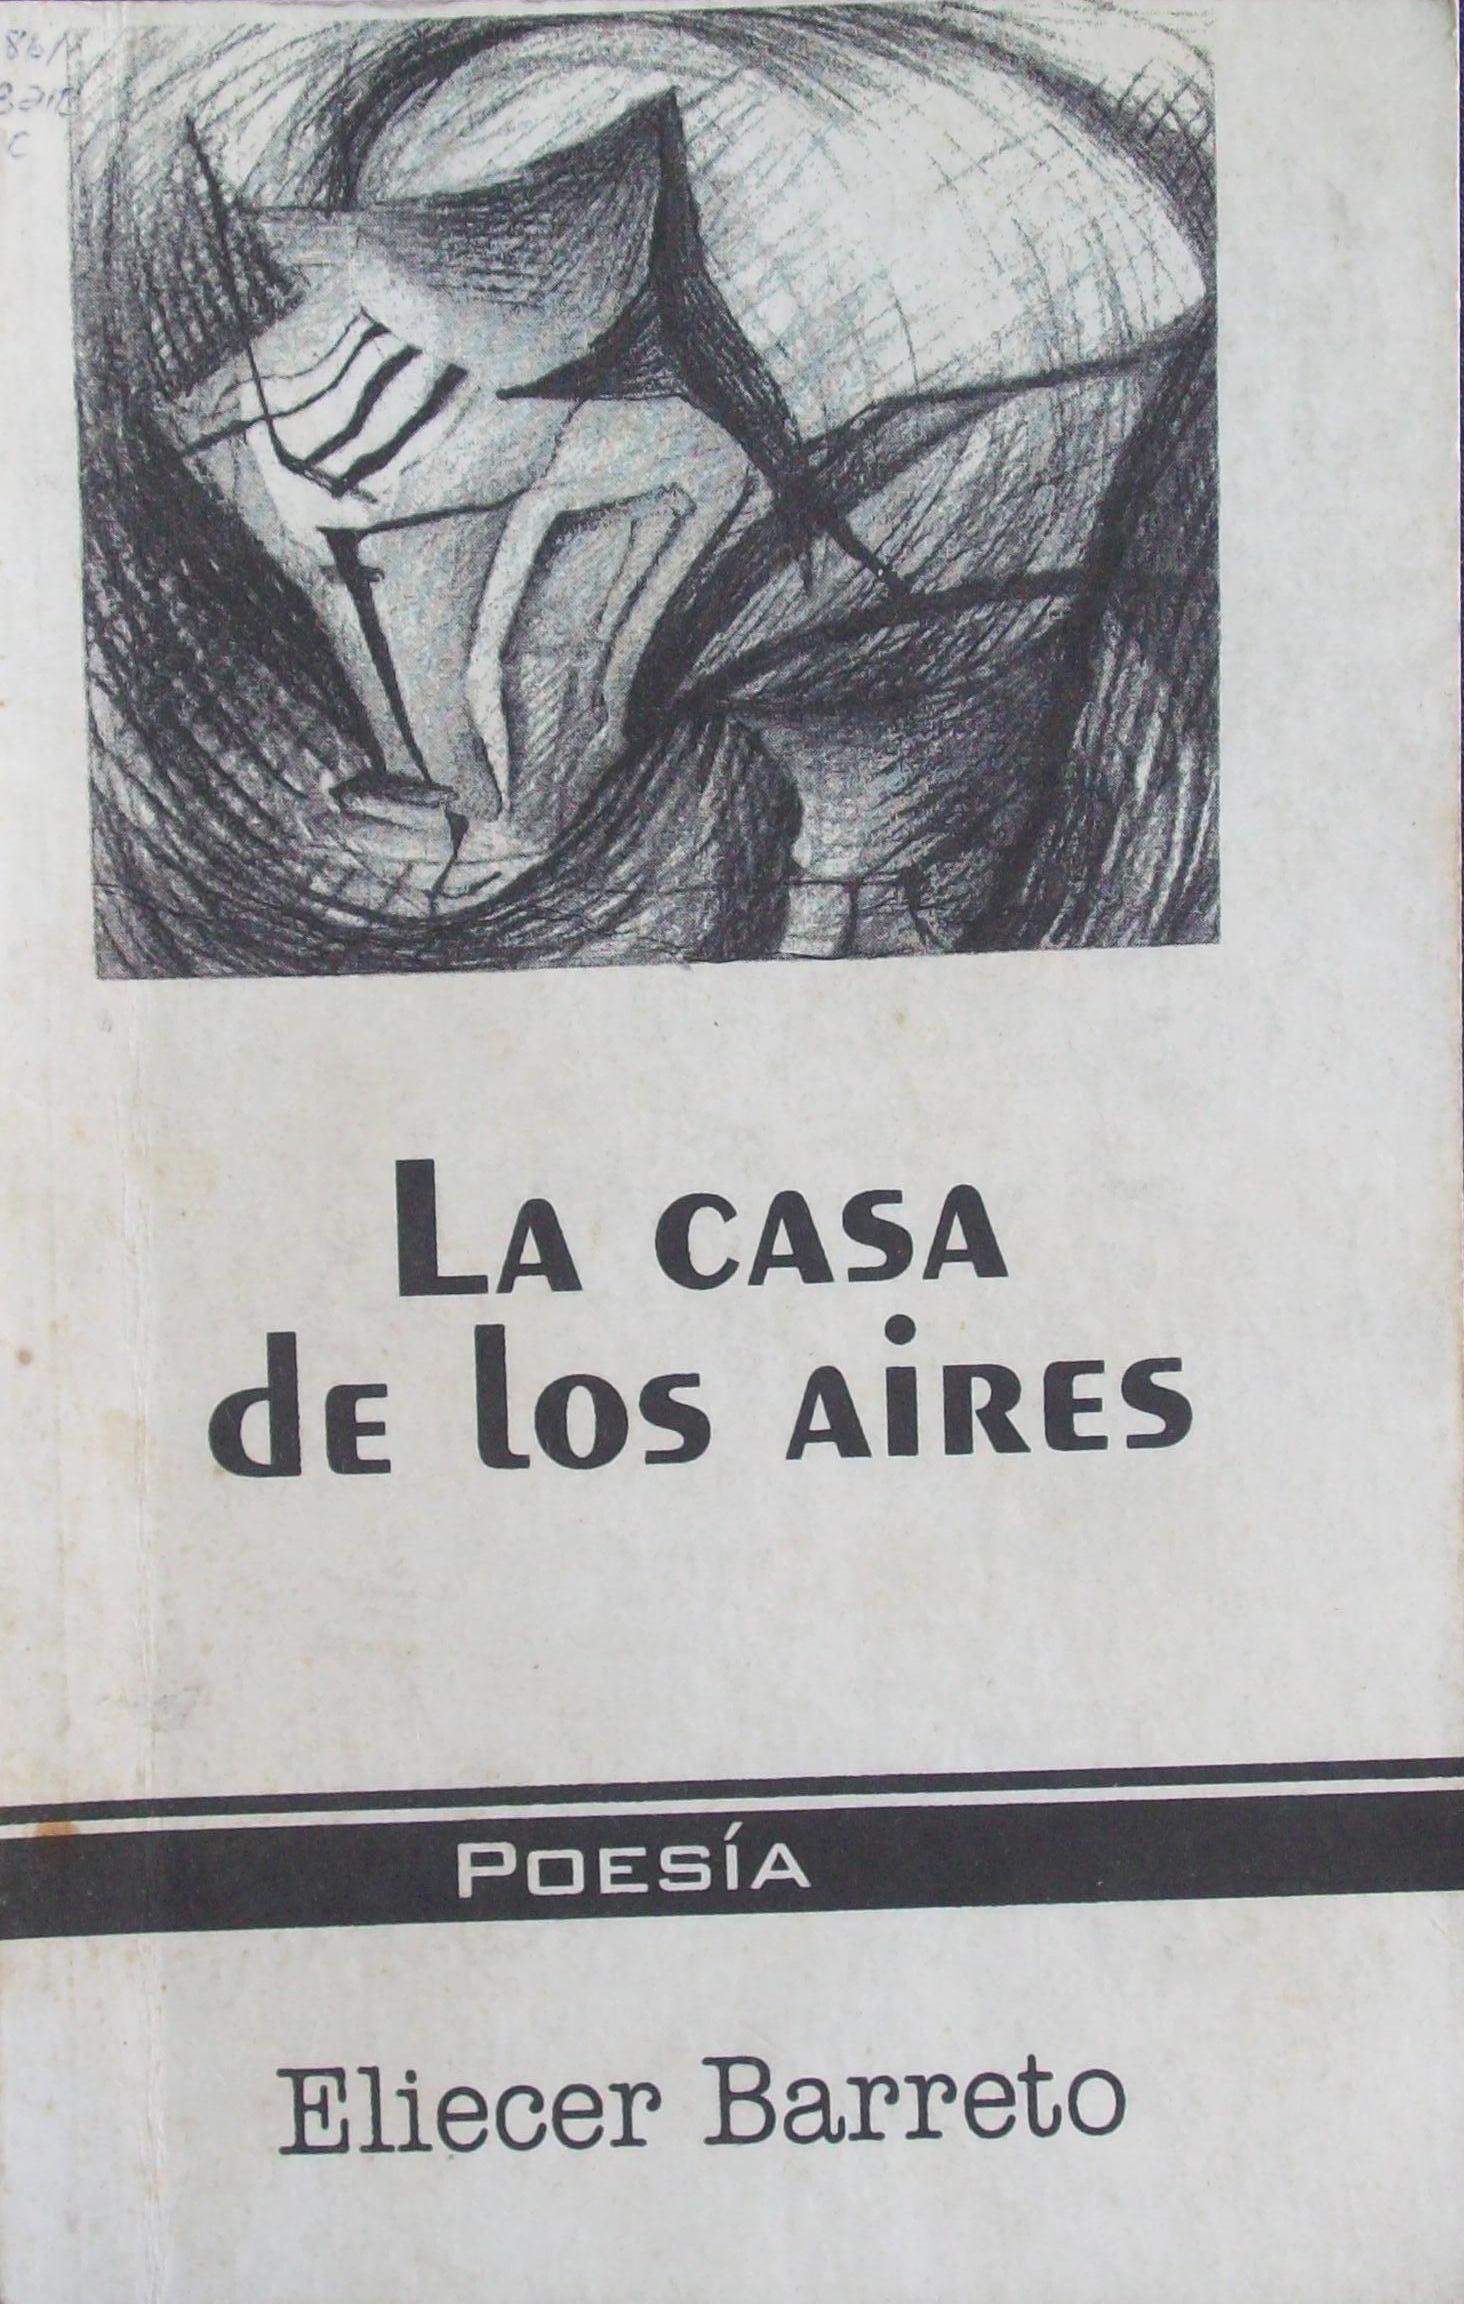 La casa
de los aires
Poesía
Eliecer Barreto